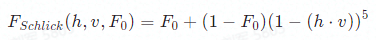 F_{Schlick}(h, v, F_0) = F_0 + (1 − F_0)(1 − (h · v))^5